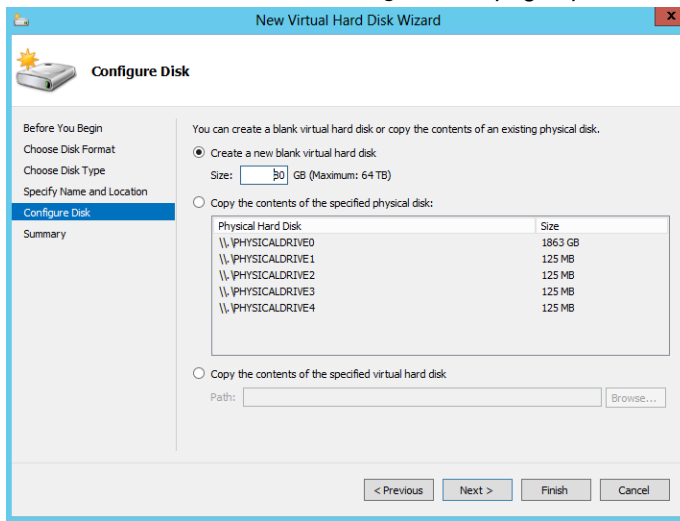 New Virtual Hard Disk Wizard
x
Configure Disk
Before You Begin
Choose Disk Format
Choose Disk Type
Specify Name and Location
Configure Disk
Summary
You can create a blank virtual hard disk or copy the contents of an existing physical disk.
Create a new blank virtual hard disk
Size: GB (Maximum: 64 TB)
Copy the contents of the specified physical disk:
Physical Hard Disk Size
\\.\PHYSICALDRIVE0 1863 GB
\\.\PHYSICALDRIVE1 125 MB
\\.\PHYSICALDRIVE2 125 MB
\\.\PHYSICALDRIVE3 125 MB
\\.\PHYSICALDRIVE4 125 MB
Copy the contents of the specified virtual hard disk
Path: Browse...
< Previous Next > Finish Cancel